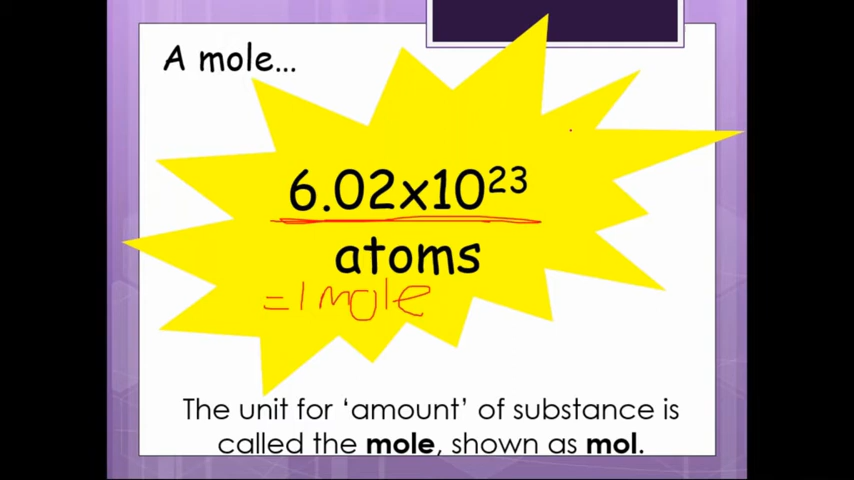 A mole...
6.02x10²³
atoms
=1 mole
The unit for ‘amount’ of substance is
called the mole, shown as mol.